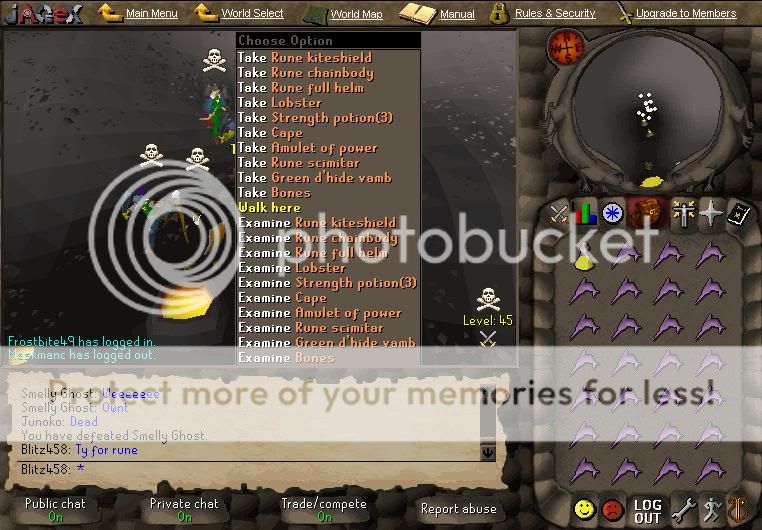 JAGeX Main Menu World Select World Map Manual Rules & Security Upgrade to Members
Choose Option
Take Rune kiteshield
Take Rune chainbody
Take Rune full helm
Take Lobster
Take Strength potion(3)
Take Cape
Take Amulet of power
Take Rune scimitar
Take Green d'hide vamb
Take Bones
Walk here
Examine Rune kiteshield
Examine Rune chainbody
Examine Rune full helm
Examine Lobster
Examine Strength potion(3)
Examine Cape
Examine Amulet of power
Examine Rune scimitar
Examine Green d'hide vamb
Examine Bones
Level: 45
Frostbite49 has logged in.
Maskmanc has logged out.
photobucket
Protect more of your memories for less!
Smelly Ghost: Weeeeeee
Smelly Ghost: Ownt
Junoko: Dead
You have defeated Smelly Ghost.
Blitz458: Ty for rune
Blitz458: *
Public chat
On
Private chat
On
Trade/compete
On
Report abuse
LOG
OUT